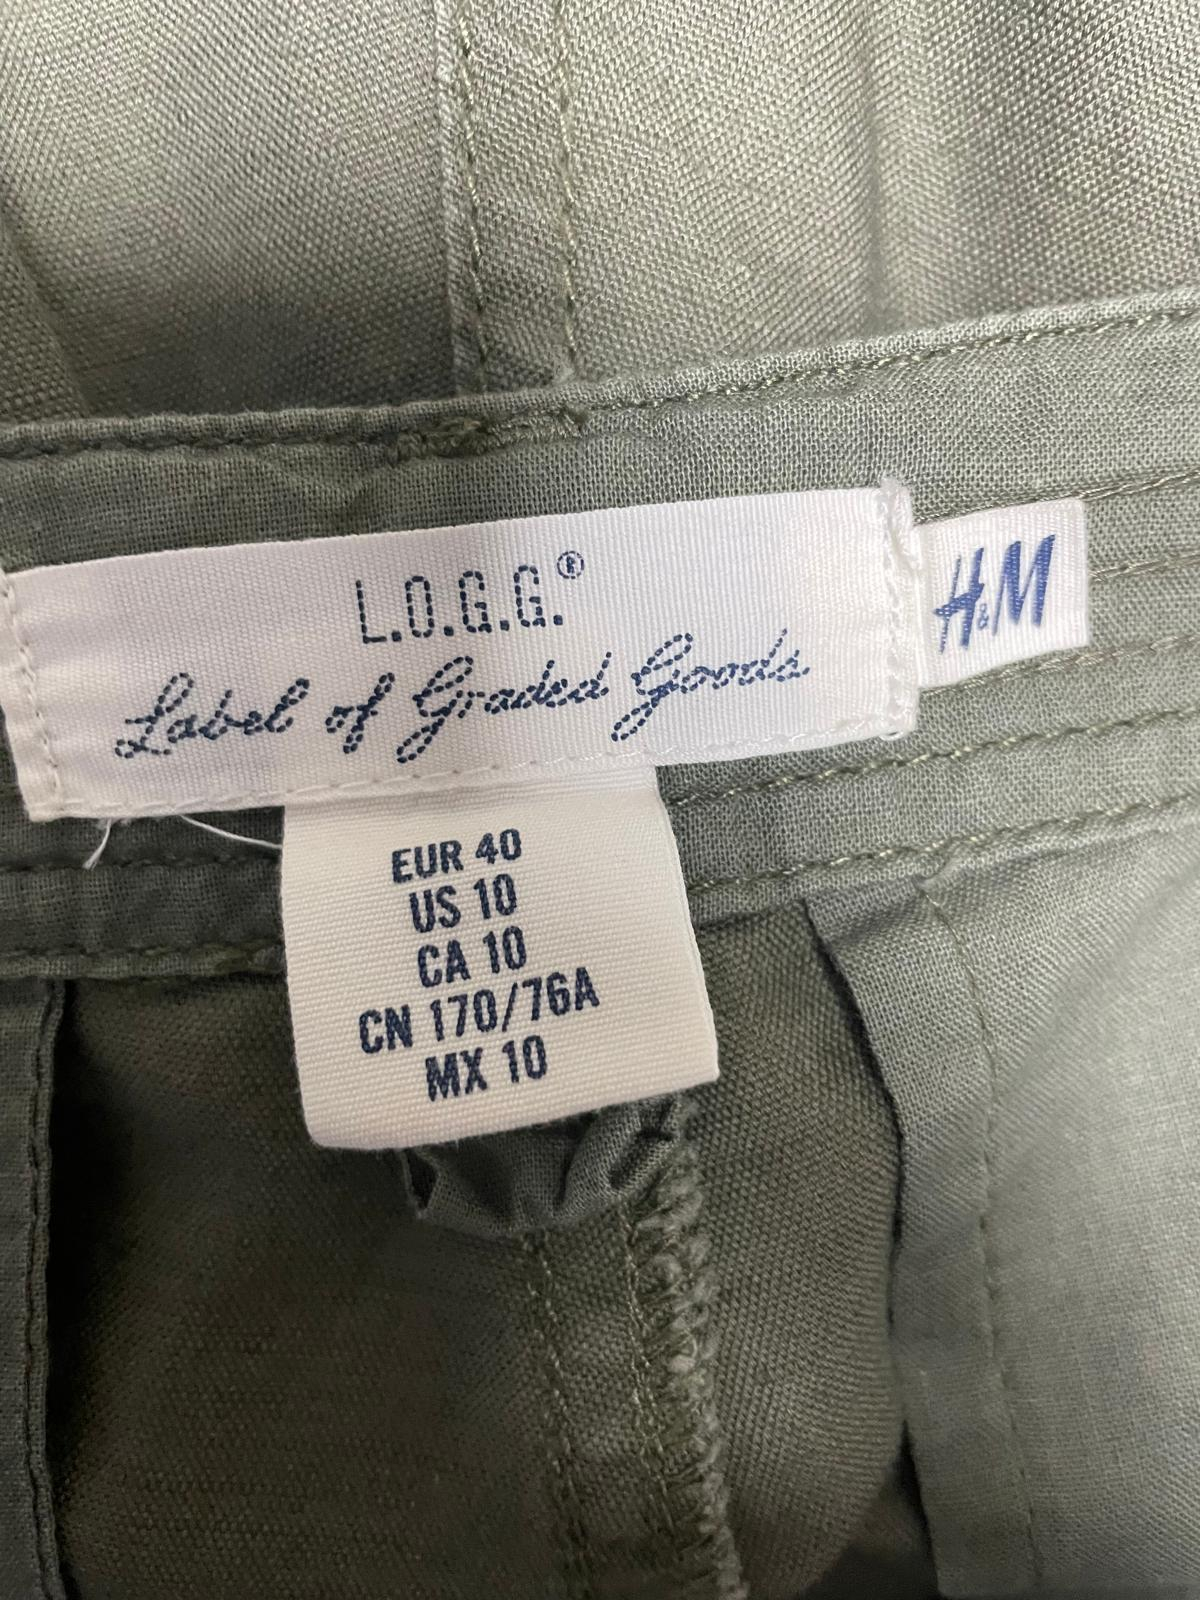 L.O.G.G.®
Label of Graded Goods
H&M
EUR 40
US 10
CA 10
CN 170/76A
MX 10